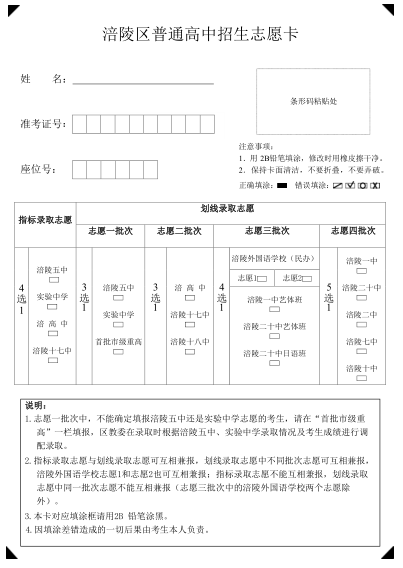 涪陵区普通高中招生志愿卡
姓 名:
条形码粘贴处
准考证号:
座位号:
注意事项:
1．用 2B铅笔填涂，修改时用橡皮擦干净。
2．保持卡面清洁，不要折叠，不要弄破。
正确填涂: 错误填涂:
指标录取志愿
划线录取志愿
志愿一批次 志愿二批次 志愿三批次 志愿四批次
4选1
涪陵五中
实验中学
涪 高 中
涪陵十七中
3选1
涪陵五中
实验中学
首批市级重高
3选1
涪 高 中
涪陵十七中
涪陵十八中
4选1
涪陵外国语学校（民办）
志愿1 志愿2
涪陵一中艺体班
涪陵二十中艺体班
涪陵二十中日语班
5选1
涪陵一中
涪陵二十中
涪陵二中
涪陵七中
涪陵十中
说明:
1. 志愿一批次中，不能确定填报涪陵五中还是实验中学志愿的考生，请在“首批市级重
高”一栏填报，区教委在录取时根据涪陵五中、实验中学录取情况及考生成绩进行调
配录取。
2. 指标录取志愿与划线录取志愿可互相兼报，划线录取志愿中不同批次志愿可互相兼报，
涪陵外国语学校志愿1和志愿2也可互相兼报；指标录取志愿不能互相兼报，划线录取
志愿中同一批次志愿不能互相兼报（志愿三批次中的涪陵外国语学校两个志愿除
外）。
3. 本卡对应填涂框请用2B 铅笔涂黑。
4. 因填涂差错造成的一切后果由考生本人负责。